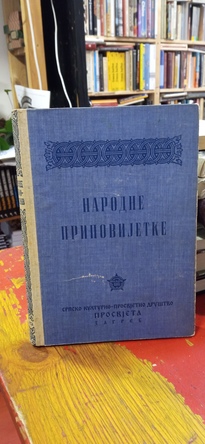 НАРОДНЕ
ПРИПОВИЈЕТКЕ
СРПСКО КУЛТУРНО-ПРОСВЈЕТНО ДРУШТВО
ПРОСВЈЕТА
ЗАГРЕБ